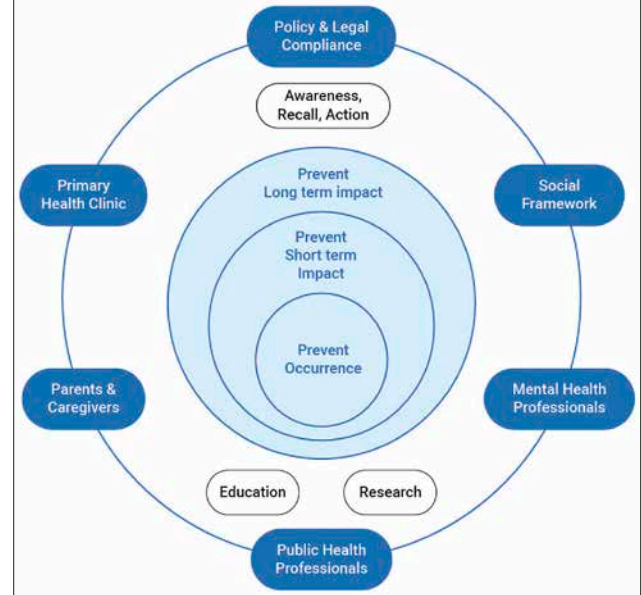 Policy & Legal
Compliance
Awareness,
Recall, Action
Primary
Health Clinic
Social
Framework
Prevent
Long term impact
Prevent
Short term
Impact
Prevent
Occurrence
Parents &
Caregivers
Mental Health
Professionals
Education
Research
Public Health
Professionals